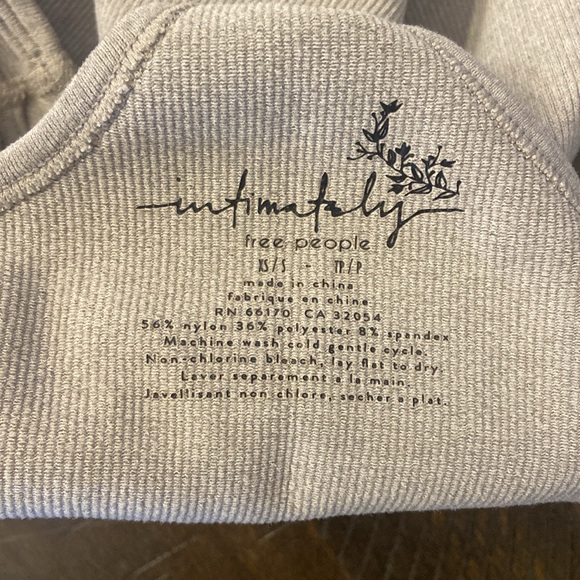 intimately
free people
XS/S - TP/P
made in china
fabrique en chine
RN 66170 CA 32054
56% nylon 36% polyester 8% spandex
Machine wash cold gentle cycle.
Non-chlorine bleach, lay flat to dry.
Laver separement a la main.
Javellisant non chlore, secher a plat.